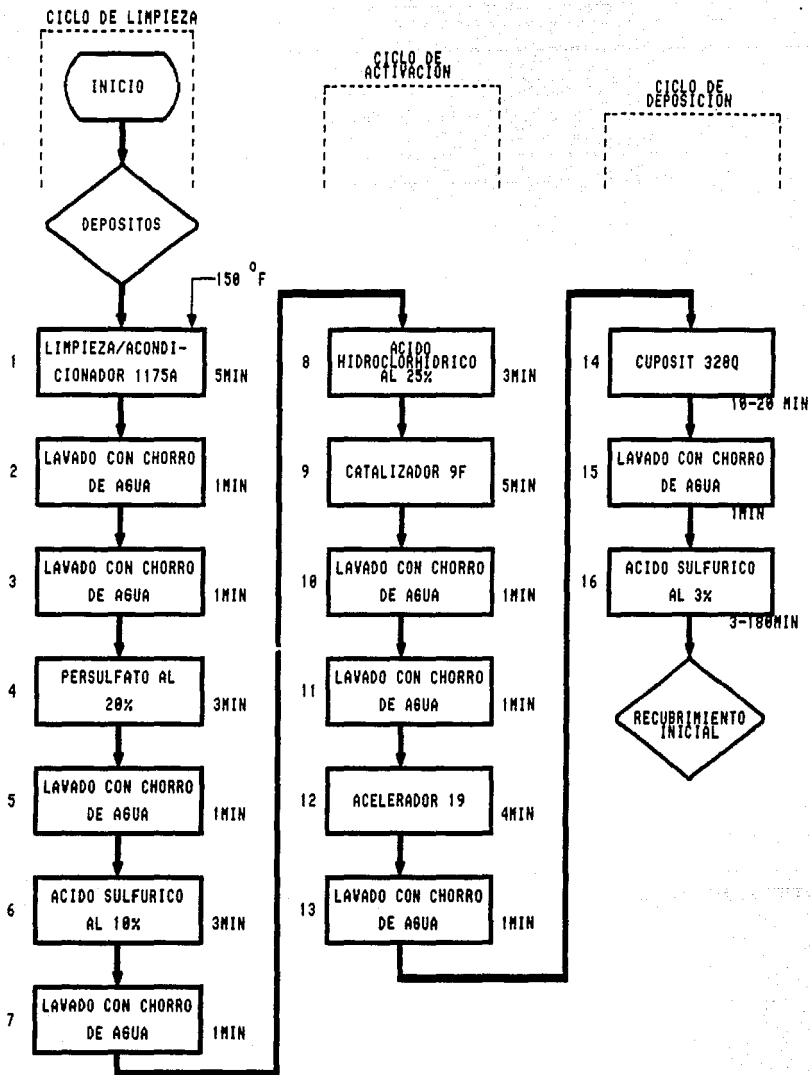 CICLO DE LIMPIEZA
INICIO
DEPOSITOS
150 °F
1
LIMPIEZA/ACONDI-
CIONADOR 1175A
5MIN
2
LAVADO CON CHORRO
DE AGUA
1MIN
3
LAVADO CON CHORRO
DE AGUA
1MIN
4
PERSULFATO AL
20%
3MIN
5
LAVADO CON CHORRO
DE AGUA
1MIN
6
ACIDO SULFURICO
AL 10%
3MIN
7
LAVADO CON CHORRO
DE AGUA
1MIN
CICLO DE
ACTIVACIÓN
8
ACIDO
HIDROCLORHIDRICO
AL 25%
3MIN
9
CATALIZADOR 9F
5MIN
10
LAVADO CON CHORRO
DE AGUA
1MIN
11
LAVADO CON CHORRO
DE AGUA
1MIN
12
ACELERADOR 19
4MIN
13
LAVADO CON CHORRO
DE AGUA
1MIN
CICLO DE
DEPOSICIÓN
14
CUPOSIT 328Q
10-20 MIN
15
LAVADO CON CHORRO
DE AGUA
1MIN
16
ACIDO SULFURICO
AL 3%
3-180MIN
RECUBRIMIENTO
INICIAL